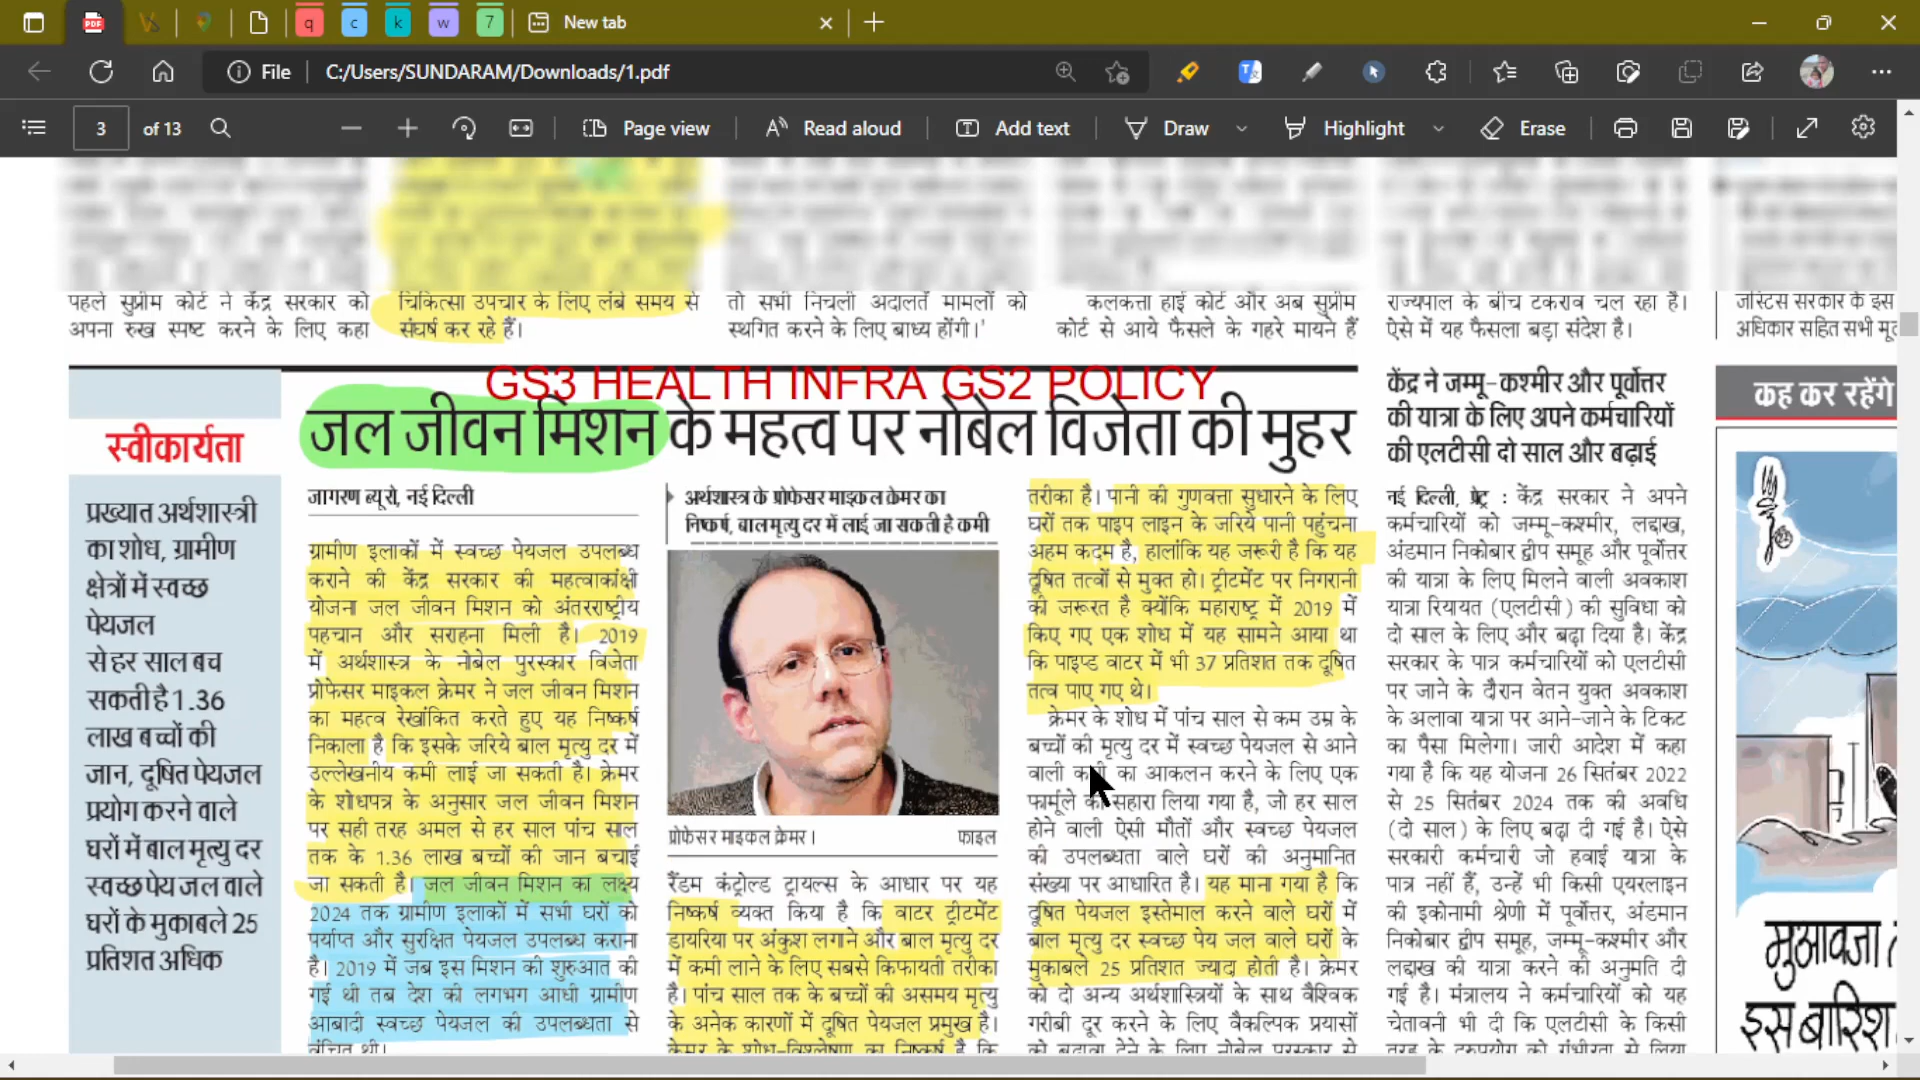 New tab
File
C:/Users/SUNDARAM/Downloads/1.pdf
3 of 13
Page view
Read aloud
Add text
Draw
Highlight
Erase
पहले सुप्रीम कोर्ट ने केंद्र सरकार को
अपना रुख स्पष्ट करने के लिए कहा
चिकित्सा उपचार के लिए लंबे समय से
संघर्ष कर रहे हैं।
तो सभी निचली अदालतें मामलों को
स्थगित करने के लिए बाध्य होंगी।'
कलकत्ता हाई कोर्ट और अब सुप्रीम
कोर्ट से आये फैसले के गहरे मायने हैं
राज्यपाल के बीच टकराव चल रहा है।
ऐसे में यह फैसला बड़ा संदेश है।
जस्टिस सरकार के इस
अधिकार सहित सभी
GS3 HEALTH INFRA GS2 POLICY
जल जीवन मिशन के महत्व पर नोबेल विजेता की मुहर
स्वीकार्यता
प्रख्यात अर्थशास्त्री
का शोध, ग्रामीण
क्षेत्रों में स्वच्छ
पेयजल
से हर साल बच
सकती है 1.36
लाख बच्चों की
जान, दूषित पेयजल
प्रयोग करने वाले
घरों में बाल मृत्यु दर
स्वच्छ पेय जल वाले
घरों के मुकाबले 25
प्रतिशत अधिक
जागरण ब्यूरो, नई दिल्ली
ग्रामीण इलाकों में स्वच्छ पेयजल उपलब्ध
कराने की केंद्र सरकार की महत्वाकांक्षी
योजना जल जीवन मिशन को अंतरराष्ट्रीय
पहचान और सराहना मिली है। 2019
में अर्थशास्त्र के नोबेल पुरस्कार विजेता
प्रोफेसर माइकल क्रेमर ने जल जीवन मिशन
का महत्व रेखांकित करते हुए यह निष्कर्ष
निकाला है कि इसके जरिये बाल मृत्यु दर में
उल्लेखनीय कमी लाई जा सकती है। क्रेमर
के शोधपत्र के अनुसार जल जीवन मिशन
पर सही तरह अमल से हर साल पांच साल
तक के 1.36 लाख बच्चों की जान बचाई
जा सकती है। जल जीवन मिशन का लक्ष्य
2024 तक ग्रामीण इलाकों में सभी घरों को
पर्याप्त और सुरक्षित पेयजल उपलब्ध कराना
है। 2019 में जब इस मिशन की शुरुआत की
गई थी तब देश की लगभग आधी ग्रामीण
आबादी स्वच्छ पेयजल की उपलब्धता से
वंचित थी।
अर्थशास्त्र के प्रोफेसर माइकल क्रेमर का
निष्कर्ष, बाल मृत्यु दर में लाई जा सकती है कमी
प्रोफेसर माइकल क्रेमर। फाइल
रैंडम कंट्रोल्ड ट्रायल्स के आधार पर यह
निष्कर्ष व्यक्त किया है कि वाटर ट्रीटमेंट
डायरिया पर अंकुश लगाने और बाल मृत्यु दर
में कमी लाने के लिए सबसे किफायती तरीका
है। पांच साल तक के बच्चों की असमय मृत्यु
के अनेक कारणों में दूषित पेयजल प्रमुख है।
क्रेमर के शोध-विश्लेषण का निष्कर्ष है कि
तरीका है। पानी की गुणवत्ता सुधारने के लिए
घरों तक पाइप लाइन के जरिये पानी पहुंचना
अहम कदम है, हालांकि यह जरूरी है कि यह
दूषित तत्वों से मुक्त हो। ट्रीटमेंट पर निगरानी
की जरूरत है क्योंकि महाराष्ट्र में 2019 में
किए गए एक शोध में यह सामने आया था
कि पाइप्ड वाटर में भी 37 प्रतिशत तक दूषित
तत्व पाए गए थे।
क्रेमर के शोध में पांच साल से कम उम्र के
बच्चों की मृत्यु दर में स्वच्छ पेयजल से आने
वाली कमी का आकलन करने के लिए एक
फार्मूले का सहारा लिया गया है, जो हर साल
होने वाली ऐसी मौतों और स्वच्छ पेयजल
की उपलब्धता वाले घरों की अनुमानित
संख्या पर आधारित है। यह माना गया है कि
दूषित पेयजल इस्तेमाल करने वाले घरों में
बाल मृत्यु दर स्वच्छ पेय जल वाले घरों के
मुकाबले 25 प्रतिशत ज्यादा होती है। क्रेमर
को दो अन्य अर्थशास्त्रियों के साथ वैश्विक
गरीबी दूर करने के लिए वैकल्पिक प्रयासों
को बढ़ावा देने के लिए नोबेल पुरस्कार से
केंद्र ने जम्मू-कश्मीर और पूर्वोत्तर
की यात्रा के लिए अपने कर्मचारियों
की एलटीसी दो साल और बढ़ाई
नई दिल्ली, प्रेट्र : केंद्र सरकार ने अपने
कर्मचारियों को जम्मू-कश्मीर, लद्दाख,
अंडमान निकोबार द्वीप समूह और पूर्वोत्तर
की यात्रा के लिए मिलने वाली अवकाश
यात्रा रियायत (एलटीसी) की सुविधा को
दो साल के लिए और बढ़ा दिया है। केंद्र
सरकार के पात्र कर्मचारियों को एलटीसी
पर जाने के दौरान वेतन युक्त अवकाश
के अलावा यात्रा पर आने-जाने के टिकट
का पैसा मिलेगा। जारी आदेश में कहा
गया है कि यह योजना 26 सितंबर 2022
से 25 सितंबर 2024 तक की अवधि
(दो साल) के लिए बढ़ा दी गई है। ऐसे
सरकारी कर्मचारी जो हवाई यात्रा के
पात्र नहीं हैं, उन्हें भी किसी एयरलाइन
की इकोनामी श्रेणी में पूर्वोत्तर, अंडमान
निकोबार द्वीप समूह, जम्मू-कश्मीर और
लद्दाख की यात्रा करने की अनुमति दी
गई है। मंत्रालय ने कर्मचारियों को यह
चेतावनी भी दी कि एलटीसी के किसी
तरह के दुरुपयोग को गंभीरता से लिया
कह कर रहेंगे
मुआवजा
इस बारिश